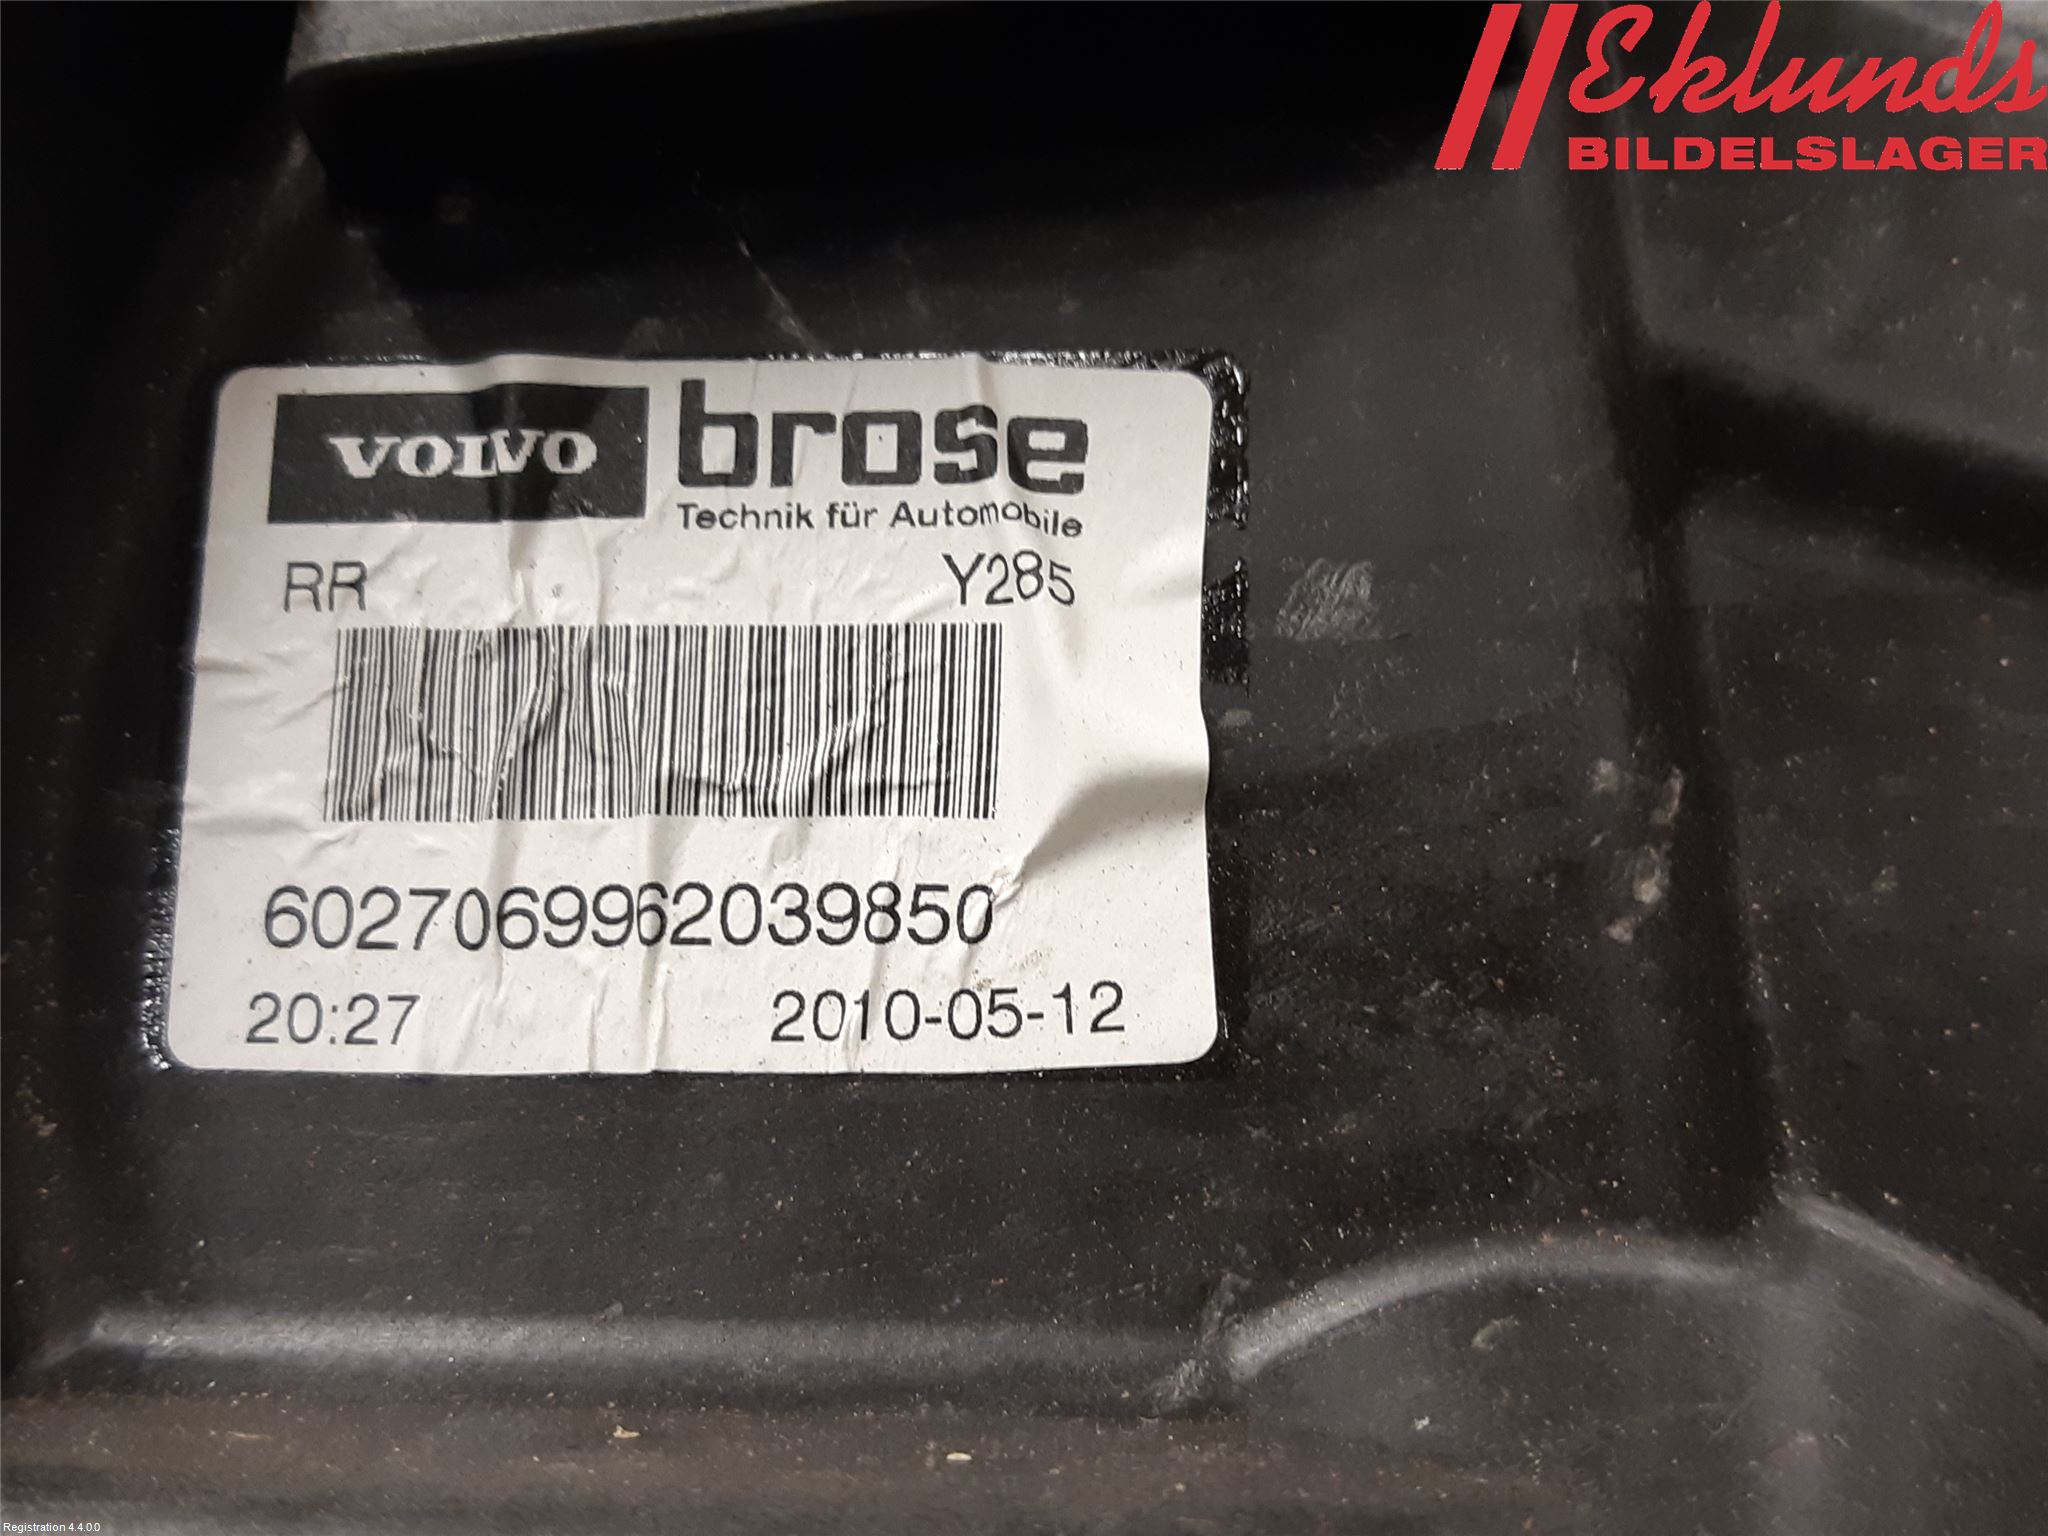 Eklunds
BILDELSLAGER
VOLVO brose
Technik für Automobile
RR Y285
6027069962039850
20:27 2010-05-12
Registration 4.4.0.0